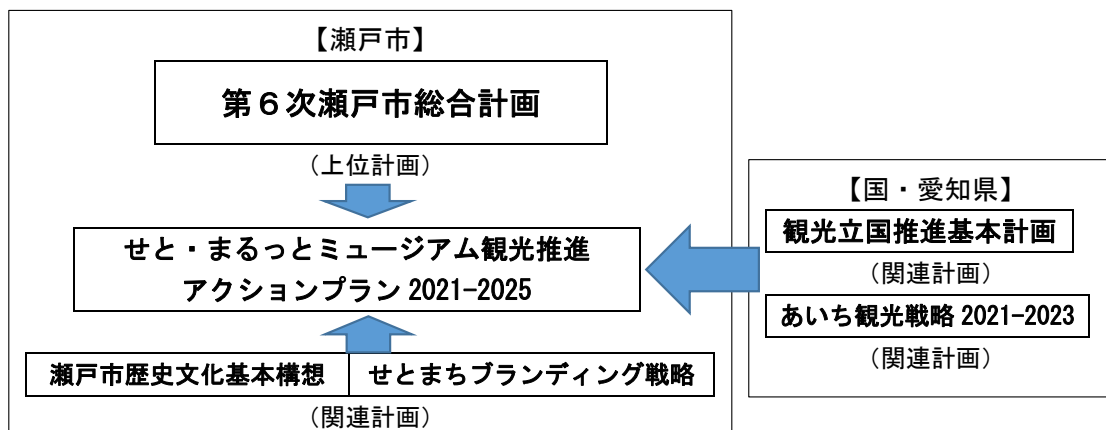 【瀬戸市】
第６次瀬戸市総合計画
（上位計画）
せと・まるっとミュージアム観光推進
アクションプラン 2021-2025
瀬戸市歴史文化基本構想
せとまちブランディング戦略
（関連計画）
【国・愛知県】
観光立国推進基本計画
（関連計画）
あいち観光戦略 2021-2023
（関連計画）